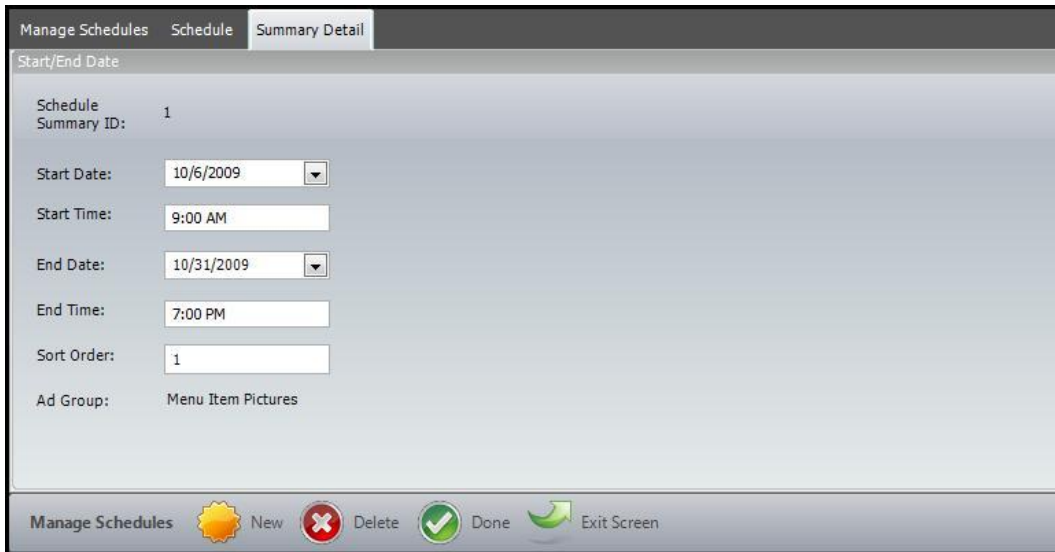 Manage Schedules Schedule Summary Detail
Start/End Date
Schedule
Summary ID: 1
Start Date: 10/6/2009
Start Time: 9:00 AM
End Date: 10/31/2009
End Time: 7:00 PM
Sort Order: 1
Ad Group: Menu Item Pictures
Manage Schedules New Delete Done Exit Screen